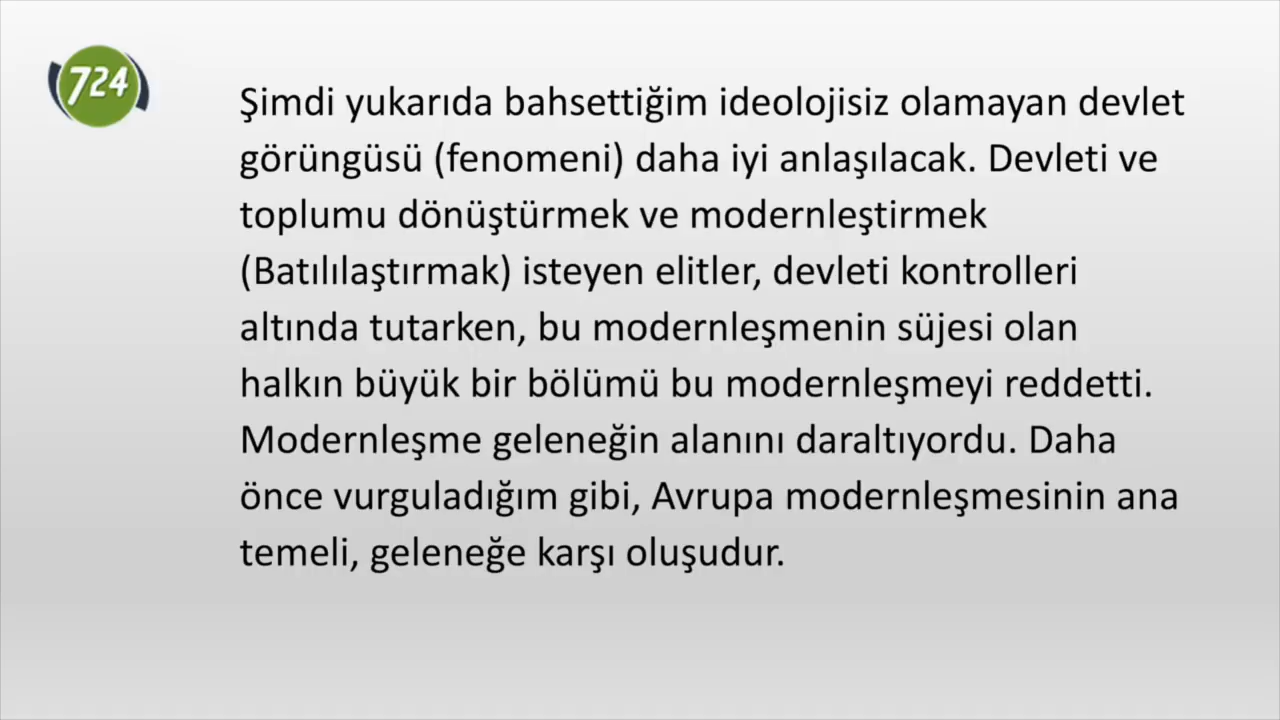 724
Şimdi yukarıda bahsettiğim ideolojisiz olamayan devlet
görüngüsü (fenomeni) daha iyi anlaşılacak. Devleti ve
toplumu dönüştürmek ve modernleştirmek
(Batılılaştırmak) isteyen elitler, devleti kontrolleri
altında tutarken, bu modernleşmenin süjesi olan
halkın büyük bir bölümü bu modernleşmeyi reddetti.
Modernleşme geleneğin alanını daraltıyordu. Daha
önce vurguladığım gibi, Avrupa modernleşmesinin ana
temeli, geleneğe karşı oluşudur.